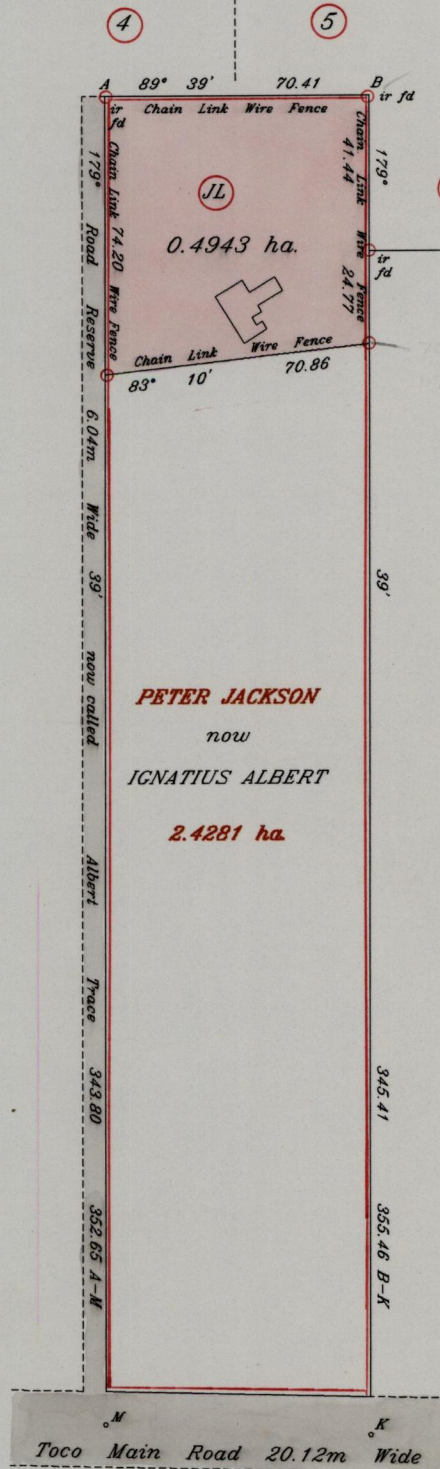 4
5
A 89° 39' 70.41 B
ir fd Chain Link Wire Fence ir fd
JL
0.4943 ha.
Chain Link 74.20 Wire Fence
Chain Link Wire Fence
41.44
24.77
ir fd
Chain Link Wire Fence
83° 10' 70.86
179° Road Reserve 6.04m Wide 39' now called Albert Trace 343.80 352.65 A-M
179° 39' 345.41 355.46 B-K
PETER JACKSON
now
IGNATIUS ALBERT
2.4281 ha.
M
K
Toco Main Road 20.12m Wide